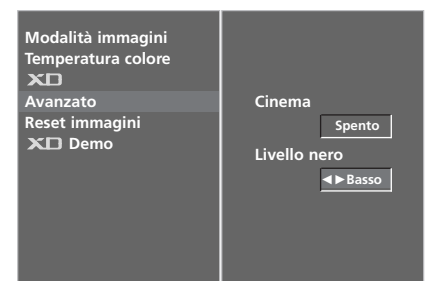 Modalità immagini
Temperatura colore
XD
Avanzato
Reset immagini
XD Demo
Cinema
Spento
Livello nero
◄►Basso